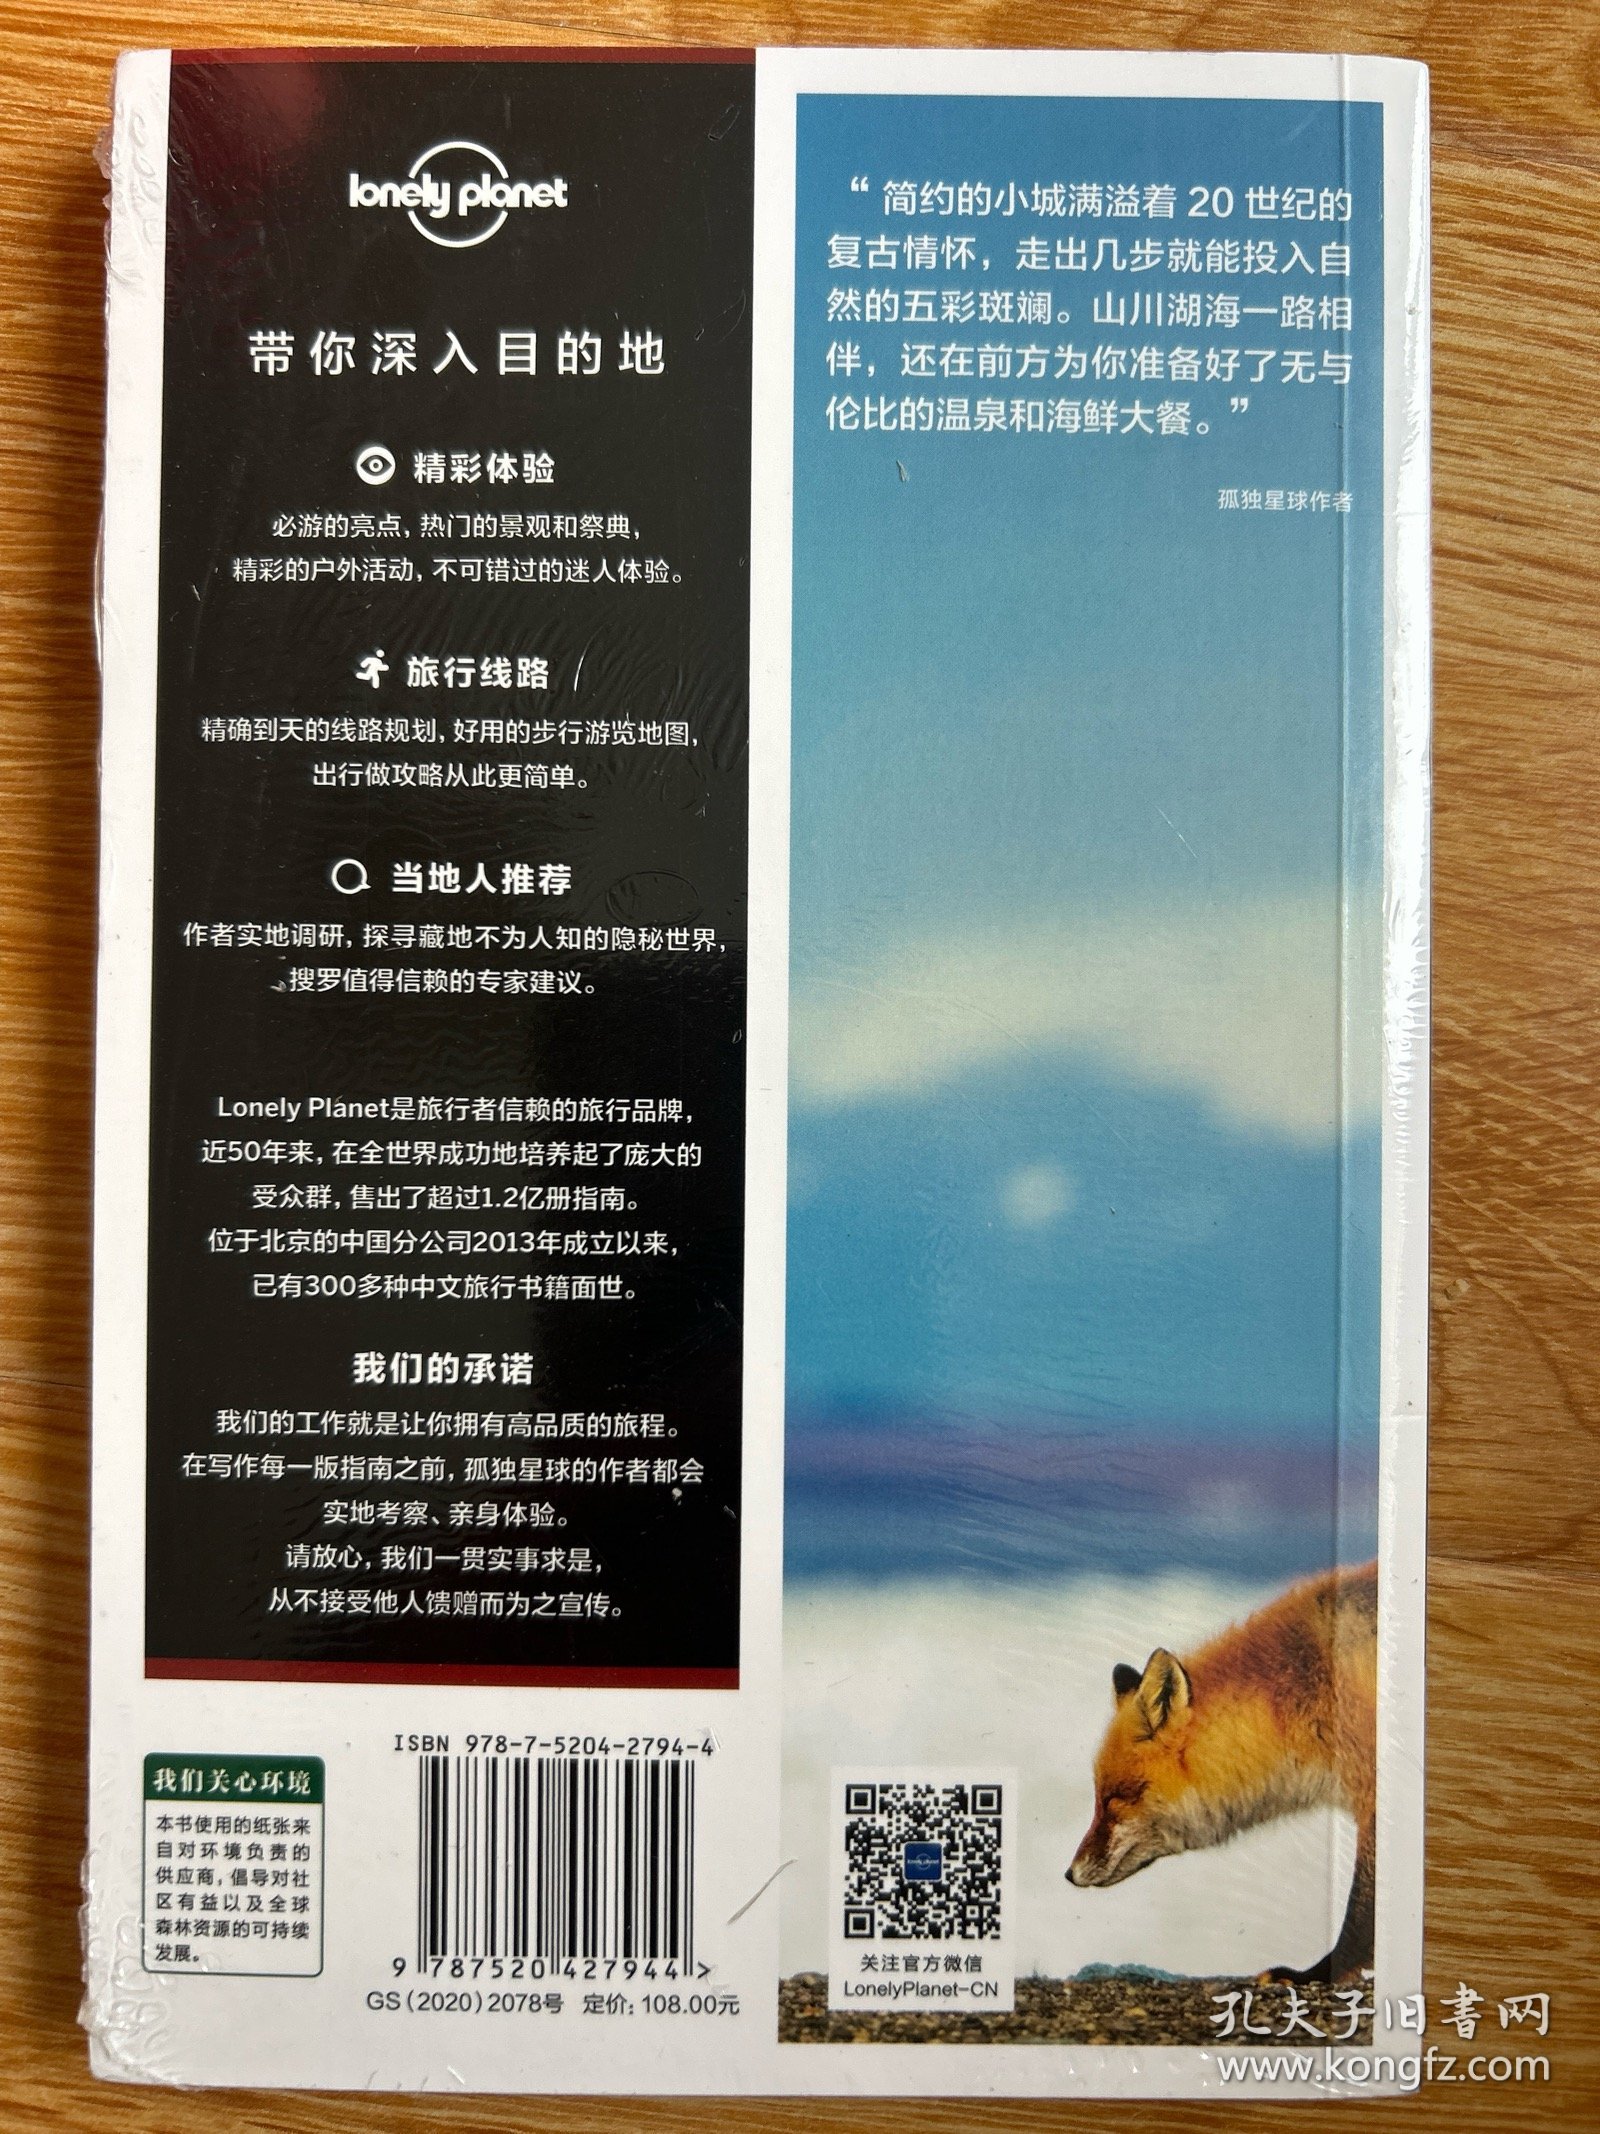 lonely planet
带你深入目的地
精彩体验
必游的亮点，热门的景观和祭典，
精彩的户外活动，不可错过的迷人体验。
旅行线路
精确到天的线路规划，好用的步行游览地图，
出行做攻略从此更简单。
当地人推荐
作者实地调研，探寻藏地不为人知的隐秘世界，
搜罗值得信赖的专家建议。
Lonely Planet是旅行者信赖的旅行品牌，
近50年来，在全世界成功地培养起了庞大的
受众群，售出了超过1.2亿册指南。
位于北京的中国分公司2013年成立以来，
已有300多种中文旅行书籍面世。
我们的承诺
我们的工作就是让你拥有高品质的旅程。
在写作每一版指南之前，孤独星球的作者都会
实地考察、亲身体验。
请放心，我们一贯实事求是，
从不接受他人馈赠而为之宣传。
我们关心环境
本书使用的纸张来
自对环境负责的
供应商，倡导对社
区有益以及全球
森林资源的可持续
发展。
ISBN 978-7-5204-2794-4
9 787520 427944 >
GS(2020)2078号 定价：108.00元
“简约的小城满溢着 20 世纪的
复古情怀，走出几步就能投入自
然的五彩斑斓。山川湖海一路相
伴，还在前方为你准备好了无与
伦比的温泉和海鲜大餐。”
孤独星球作者
lonely planet
关注官方微信
LonelyPlanet-CN
孔夫子旧書网
www.kongfz.com